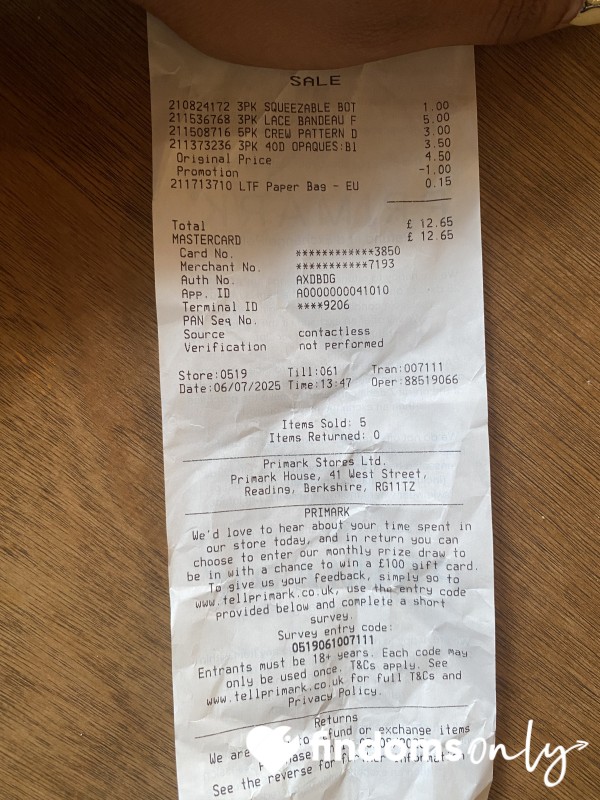 SALE
210824172 3PK SQUEEZABLE BOT 1.00
211536768 3PK LACE BANDEAU F 5.00
211508716 5PK CREW PATTERN D 3.00
211373236 3PK 40D OPAQUES:Bl 3.50
Original Price 4.50
Promotion -1.00
211713710 LTF Paper Bag - EU 0.15
Total £ 12.65
MASTERCARD £ 12.65
Card No. ************3850
Merchant No. ***********7193
Auth No. AXDBDG
App. ID A0000000041010
Terminal ID ****9206
PAN Seq No.
Source contactless
Verification not performed
Store:0519 Till:061 Tran:007111
Date:06/07/2025 Time:13:47 Oper:88519066
Items Sold: 5
Items Returned: 0
Primark Stores Ltd.
Primark House, 41 West Street,
Reading, Berkshire, RG11TZ
PRIMARK
We'd love to hear about your time spent in
our store today, and in return you can
choose to enter our monthly prize draw to
be in with a chance to win a £100 gift card.
To give us your feedback, simply go to
www.tellprimark.co.uk, use the entry code
provided below and complete a short
survey.
Survey entry code:
0519061007111
Entrants must be 18+ years. Each code may
only be used once. T&Cs apply. See
www.tellprimark.co.uk for full T&Cs and
Privacy Policy.
Returns
We are to fund or exchange items
findomsonly
See the reverse for further